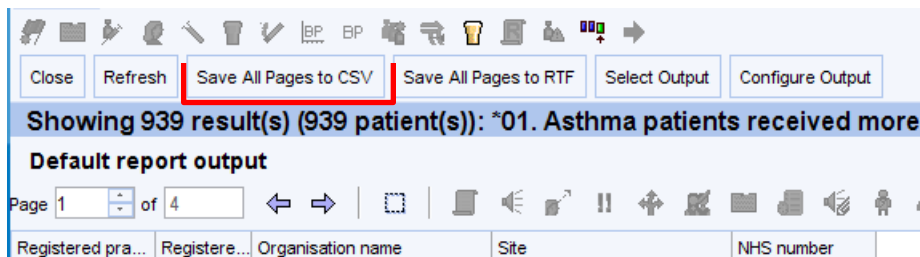 BP BP
Close Refresh Save All Pages to CSV Save All Pages to RTF Select Output Configure Output
Showing 939 result(s) (939 patient(s)): *01. Asthma patients received more
Default report output
Page 1 of 4
Registered pra... Registere... Organisation name Site NHS number